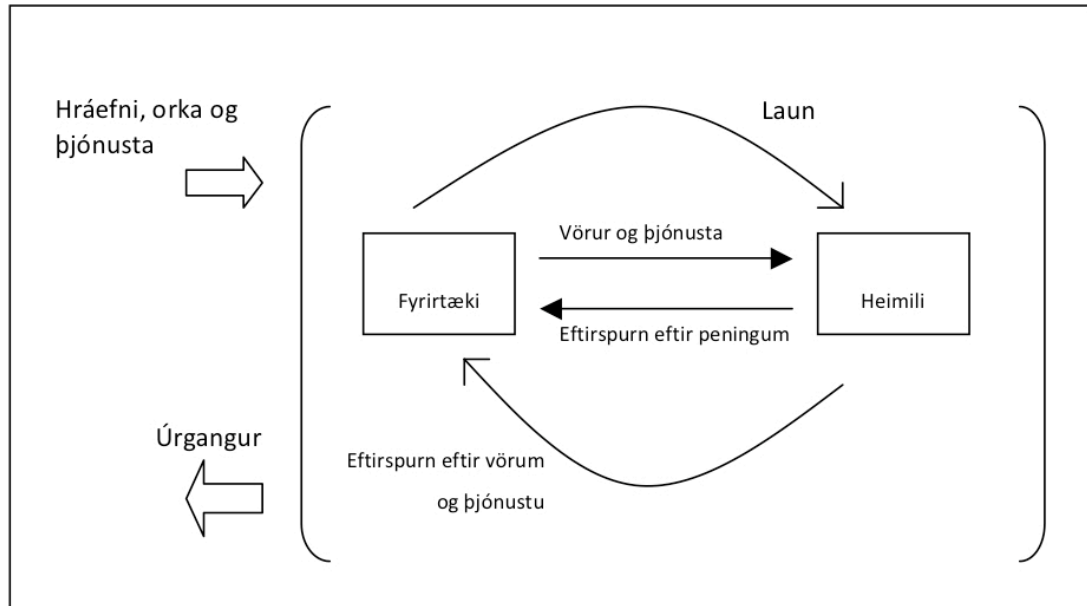 Hráefni, orka og
þjónusta
Laun
Vörur og þjónusta
Fyrirtæki
Heimili
Eftirspurn eftir peningum
Úrgangur
Eftirspurn eftir vörum
og þjónustu